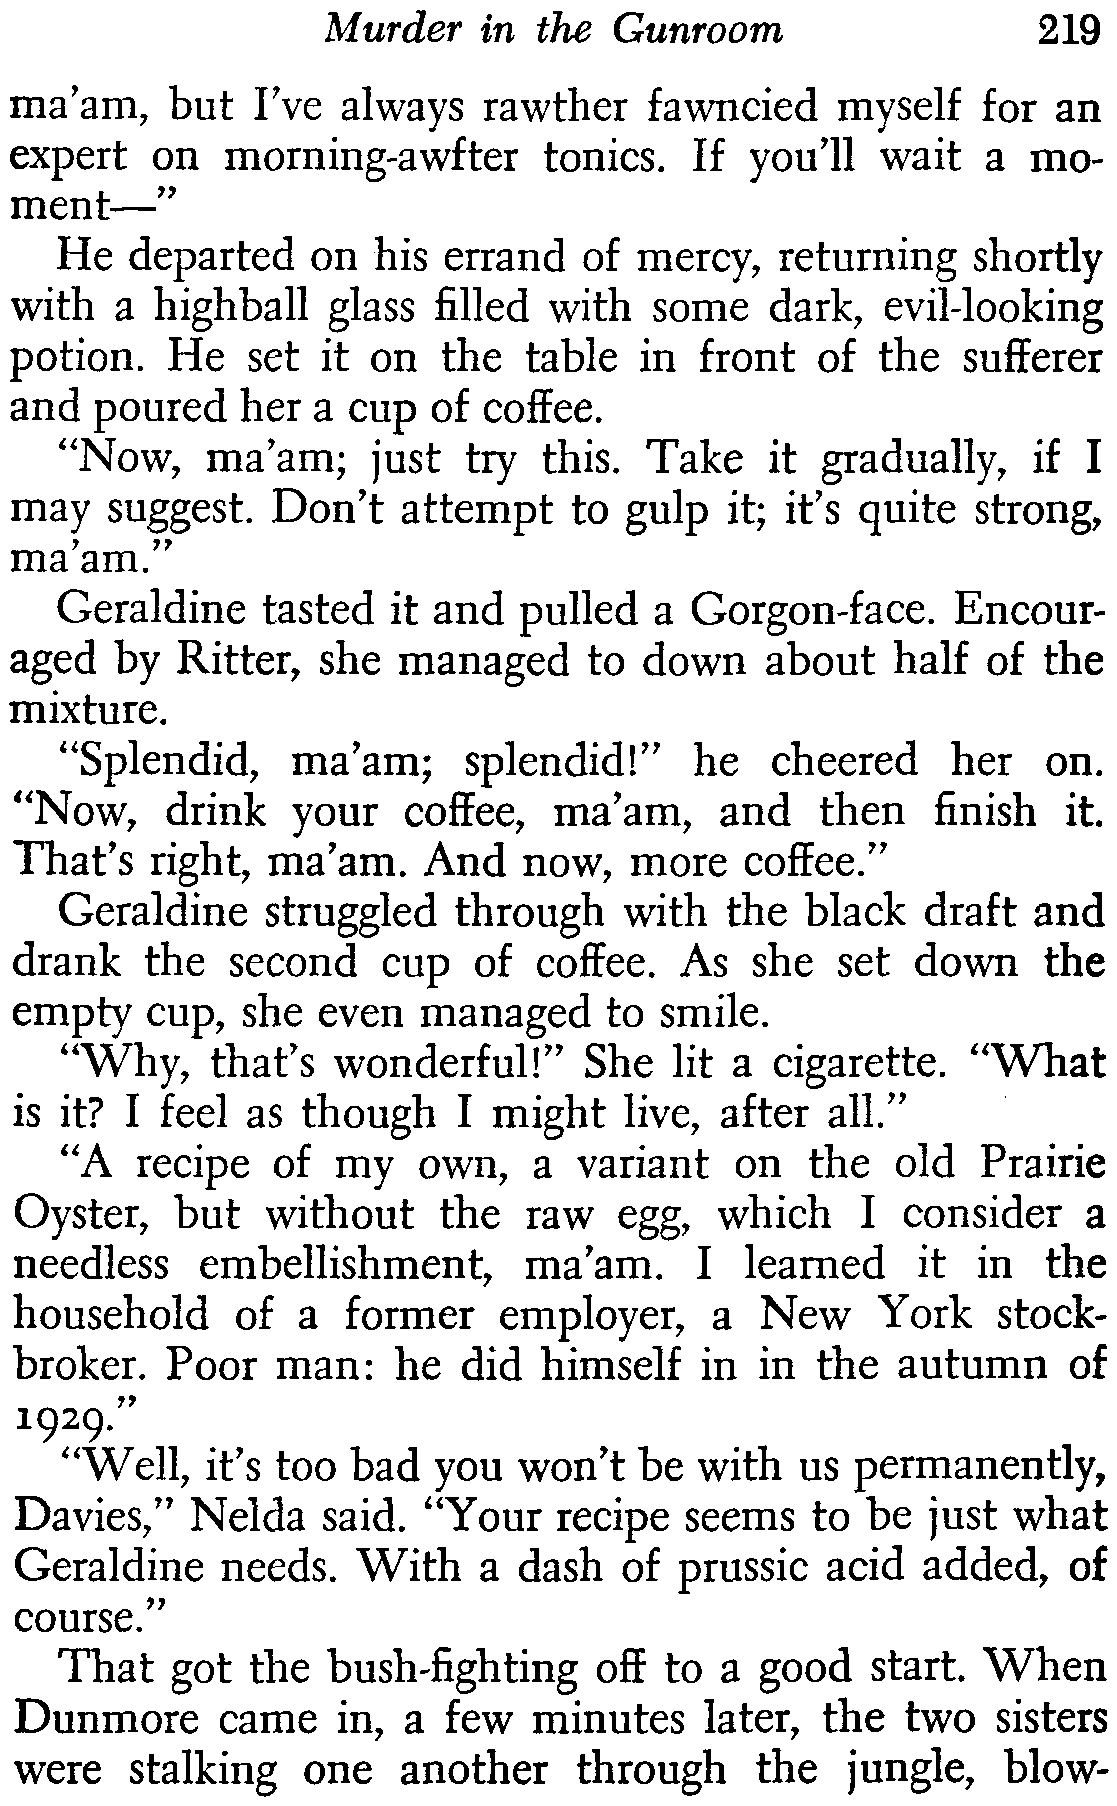 Murder in the Gunroom 219
ma'am, but I've always rawther fawncied myself for an
expert on morning-awfter tonics. If you'll wait a mo-
ment—"
He departed on his errand of mercy, returning shortly
with a highball glass filled with some dark, evil-looking
potion. He set it on the table in front of the sufferer
and poured her a cup of coffee.
"Now, ma'am; just try this. Take it gradually, if I
may suggest. Don't attempt to gulp it; it's quite strong,
ma'am."
Geraldine tasted it and pulled a Gorgon-face. Encour-
aged by Ritter, she managed to down about half of the
mixture.
"Splendid, ma'am; splendid!" he cheered her on.
"Now, drink your coffee, ma'am, and then finish it.
That's right, ma'am. And now, more coffee."
Geraldine struggled through with the black draft and
drank the second cup of coffee. As she set down the
empty cup, she even managed to smile.
"Why, that's wonderful!" She lit a cigarette. "What
is it? I feel as though I might live, after all."
"A recipe of my own, a variant on the old Prairie
Oyster, but without the raw egg, which I consider a
needless embellishment, ma'am. I learned it in the
household of a former employer, a New York stock-
broker. Poor man: he did himself in in the autumn of
1929."
"Well, it's too bad you won't be with us permanently,
Davies," Nelda said. "Your recipe seems to be just what
Geraldine needs. With a dash of prussic acid added, of
course."
That got the bush-fighting off to a good start. When
Dunmore came in, a few minutes later, the two sisters
were stalking one another through the jungle, blow-